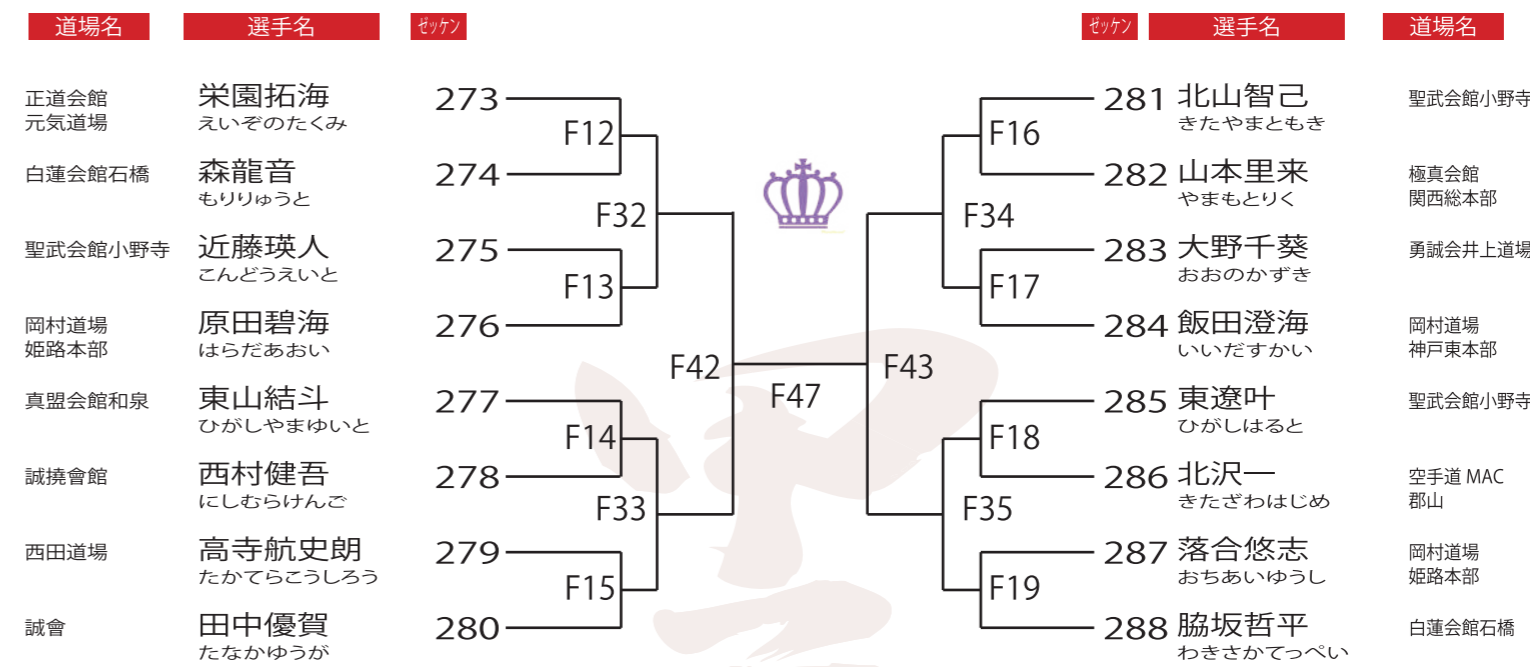 道場名 選手名 ゼッケン
正道会館
元気道場
栄園拓海
えいぞのたくみ
273
白蓮会館石橋
森龍音
もりりゅうと
274
聖武会館小野寺
近藤瑛人
こんどうえいと
275
岡村道場
姫路本部
原田碧海
はらだあおい
276
真盟会館和泉
東山結斗
ひがしやまゆいと
277
誠撓會館
西村健吾
にしむらけんご
278
西田道場
高寺航史朗
たかてらこうしろう
279
誠會
田中優賀
たなかゆうが
280
F12
F13
F14
F15
F32
F33
F42
F47
F43
F34
F35
F16
F17
F18
F19
ゼッケン 選手名 道場名
281 北山智己
きたやまともき
聖武会館小野寺
282 山本里来
やまもとりく
極真会館
関西総本部
283 大野千葵
おおのかずき
勇誠会井上道場
284 飯田澄海
いいだすかい
岡村道場
神戸東本部
285 東遼叶
ひがしはると
聖武会館小野寺
286 北沢一
きたざわはじめ
空手道 MAC
郡山
287 落合悠志
おちあいゆうし
岡村道場
姫路本部
288 脇坂哲平
わきさかてっぺい
白蓮会館石橋